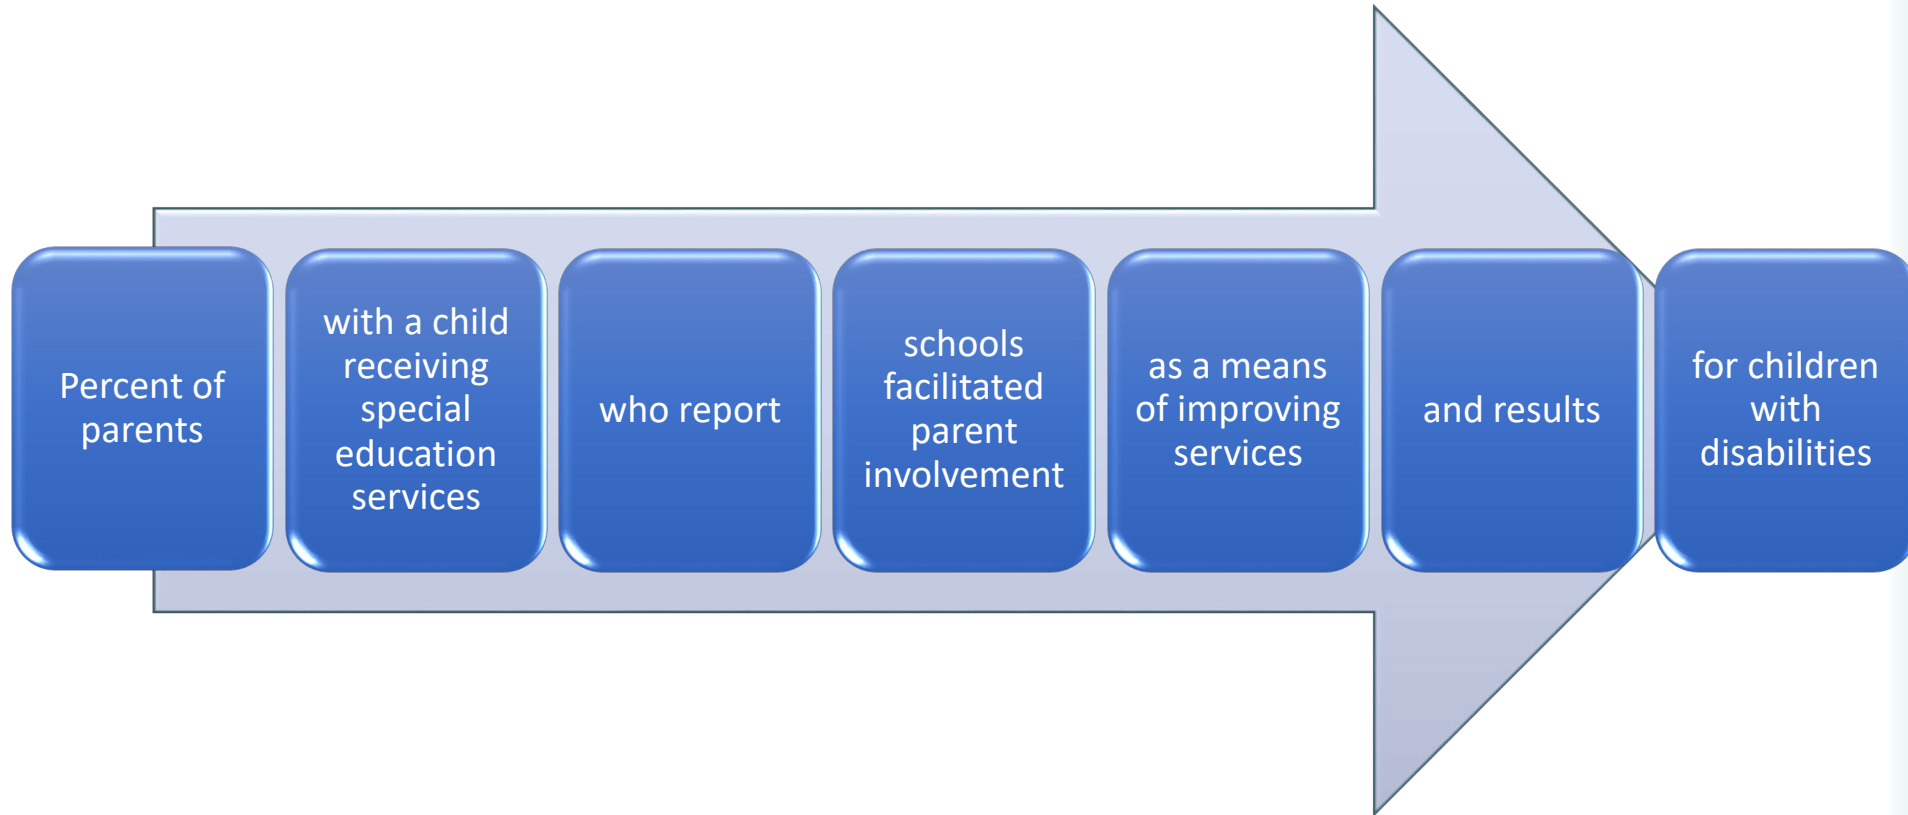 Percent of
parents
with a child
receiving
special
education
services
who report
schools
facilitated
parent
involvement
as a means
of improving
services
and results
for children
with
disabilities